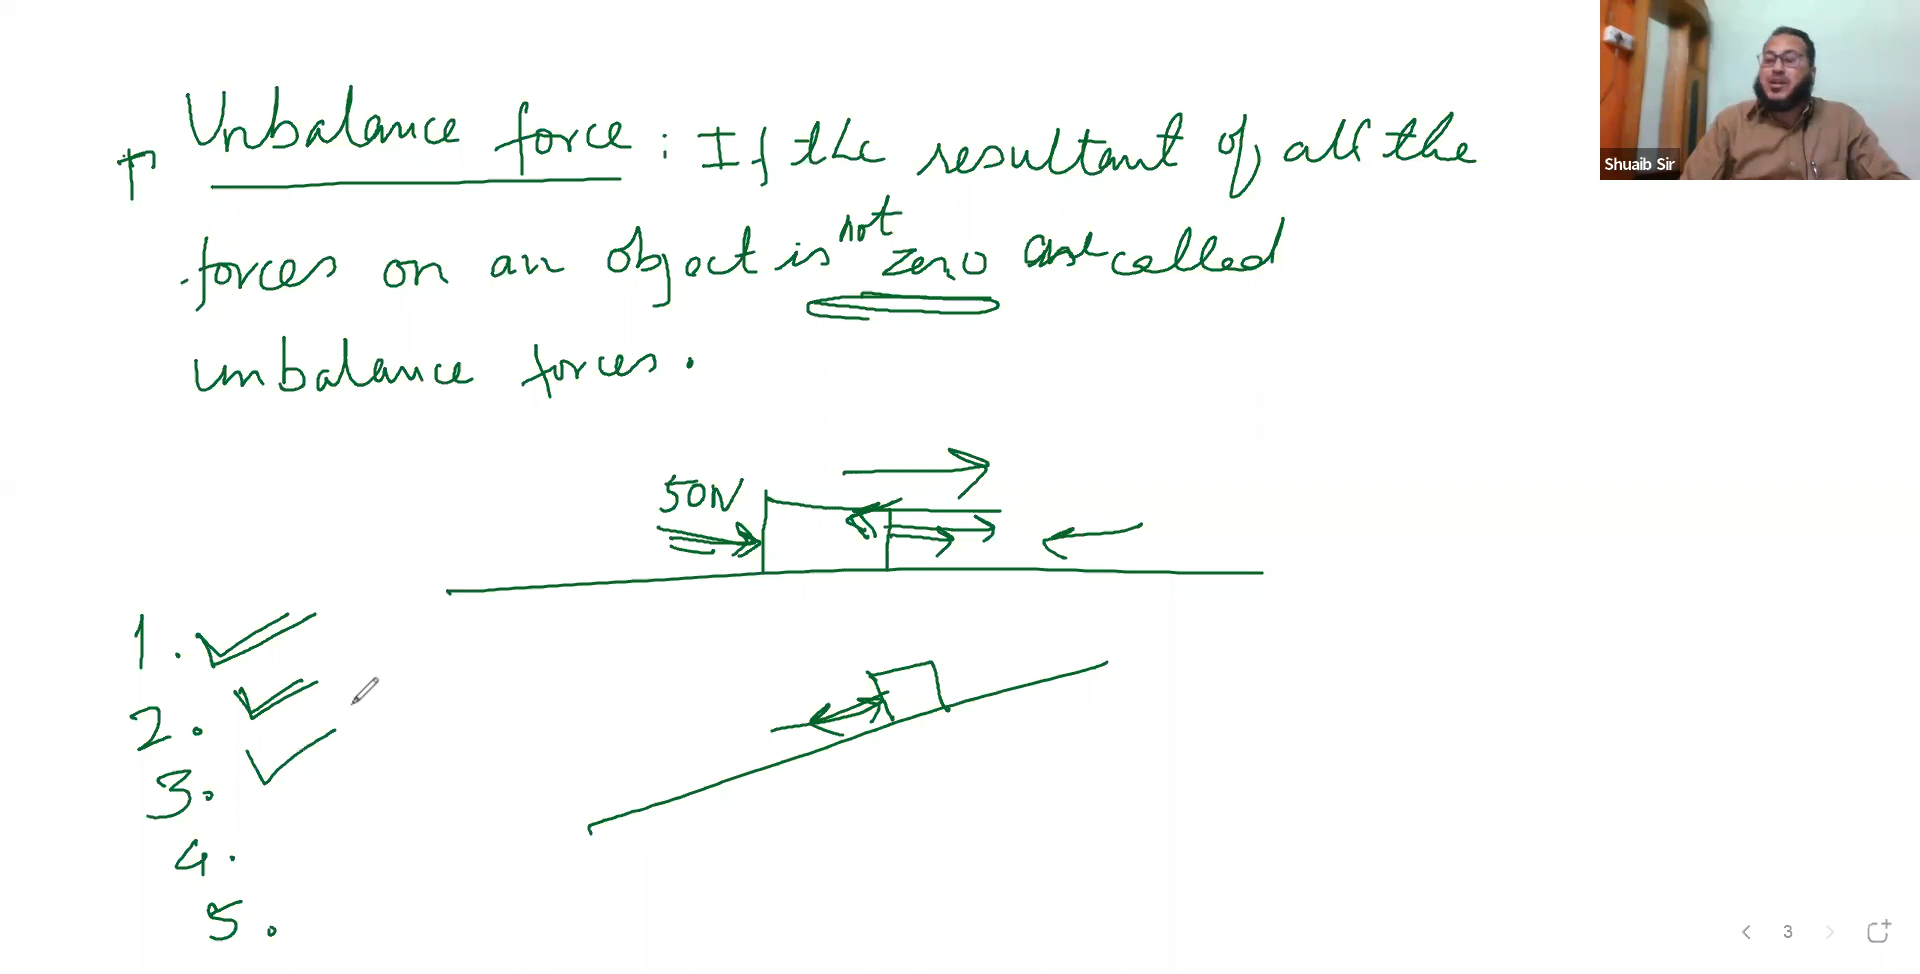 Unbalance force : If the resultant of all the
forces on an object is not zero are called
unbalance forces.
50N
1.
2.
3.
4.
5.
Shuaib Sir
3